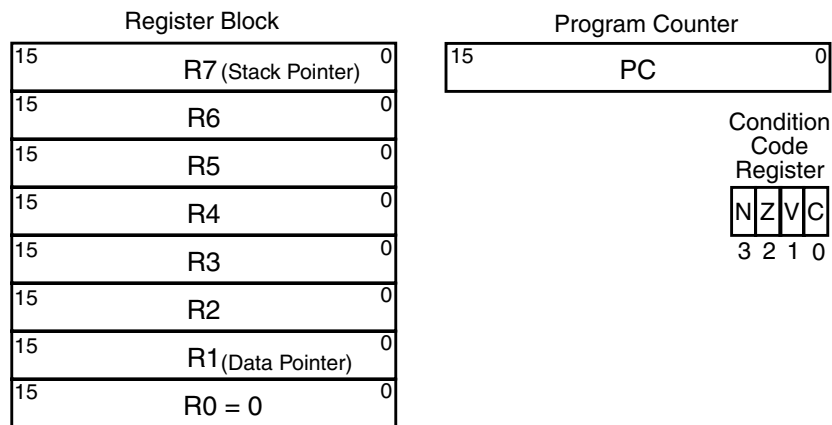 Register Block
15 R7 (Stack Pointer) 0
15 R6 0
15 R5 0
15 R4 0
15 R3 0
15 R2 0
15 R1 (Data Pointer) 0
15 R0 = 0 0
Program Counter
15 PC 0
Condition
Code
Register
N Z V C
3 2 1 0